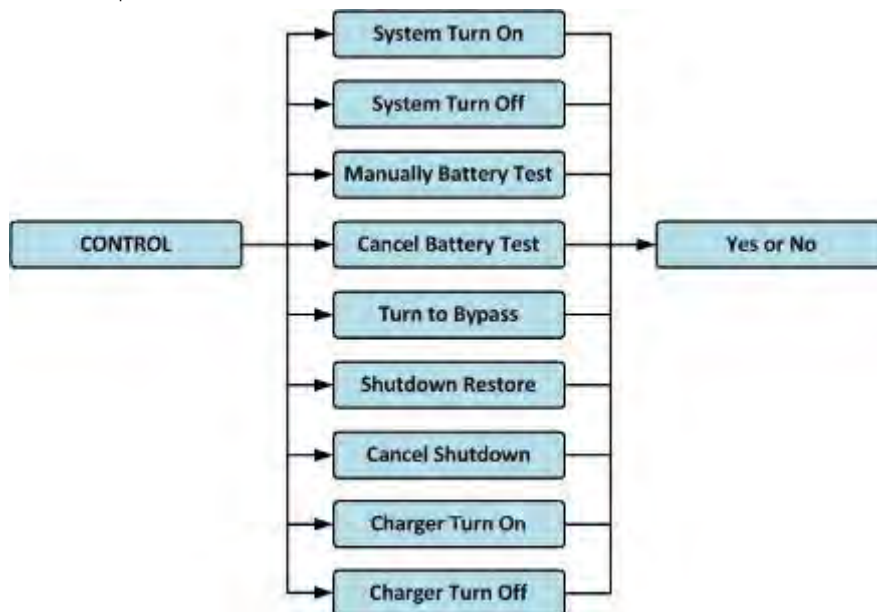 System Turn On
System Turn Off
Manually Battery Test
CONTROL
Cancel Battery Test
Yes or No
Turn to Bypass
Shutdown Restore
Cancel Shutdown
Charger Turn On
Charger Turn Off